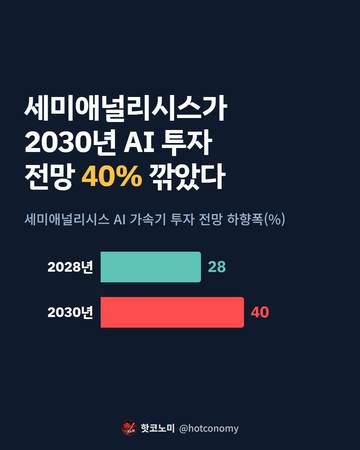 세미애널리시스가
2030년 AI 투자
전망 40% 깎았다
세미애널리시스 AI 가속기 투자 전망 하향폭(%)
2028년 28
2030년 40
핫코노미 @hotconomy